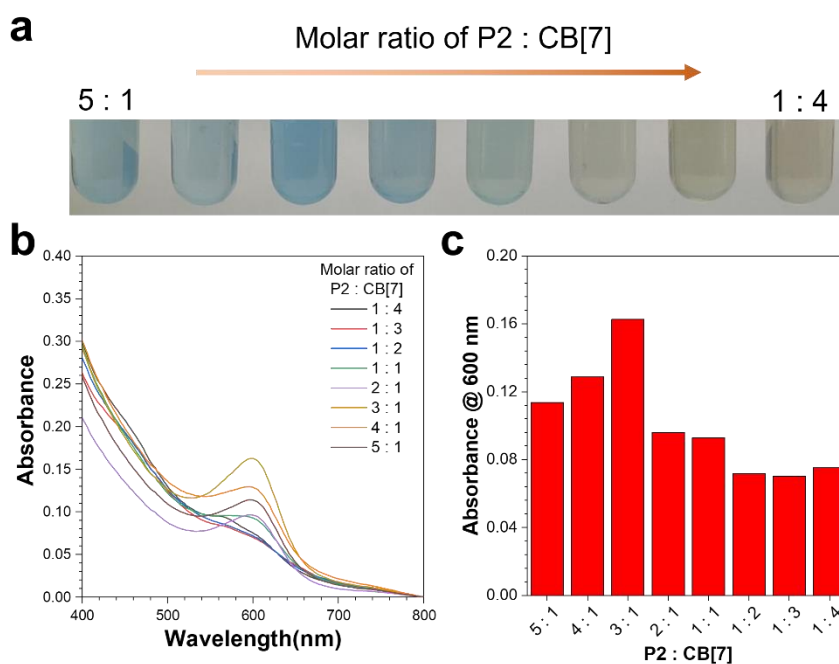 a
Molar ratio of P2 : CB[7]
5 : 1
1 : 4
b
Absorbance
0.40
0.35
0.30
0.25
0.20
0.15
0.10
0.05
0.00
400
500
600
700
800
Wavelength(nm)
Molar ratio of
P2 : CB[7]
1 : 4
1 : 3
1 : 2
1 : 1
2 : 1
3 : 1
4 : 1
5 : 1
c
Absorbance @ 600 nm
0.20
0.16
0.12
0.08
0.04
0.00
5 : 1
4 : 1
3 : 1
2 : 1
1 : 1
1 : 2
1 : 3
1 : 4
P2 : CB[7]